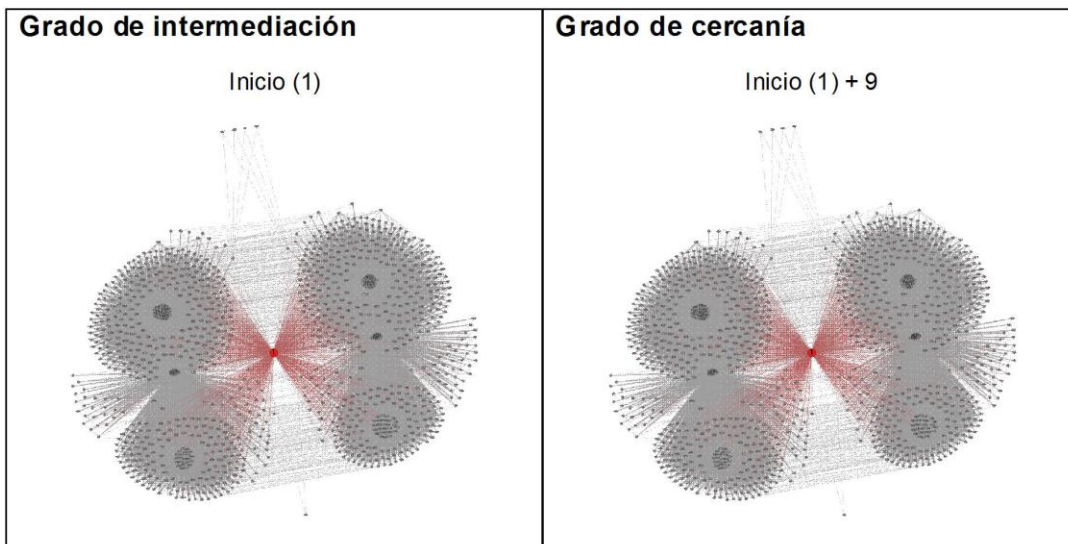 Grado de intermediación
Inicio (1)
Grado de cercanía
Inicio (1) + 9